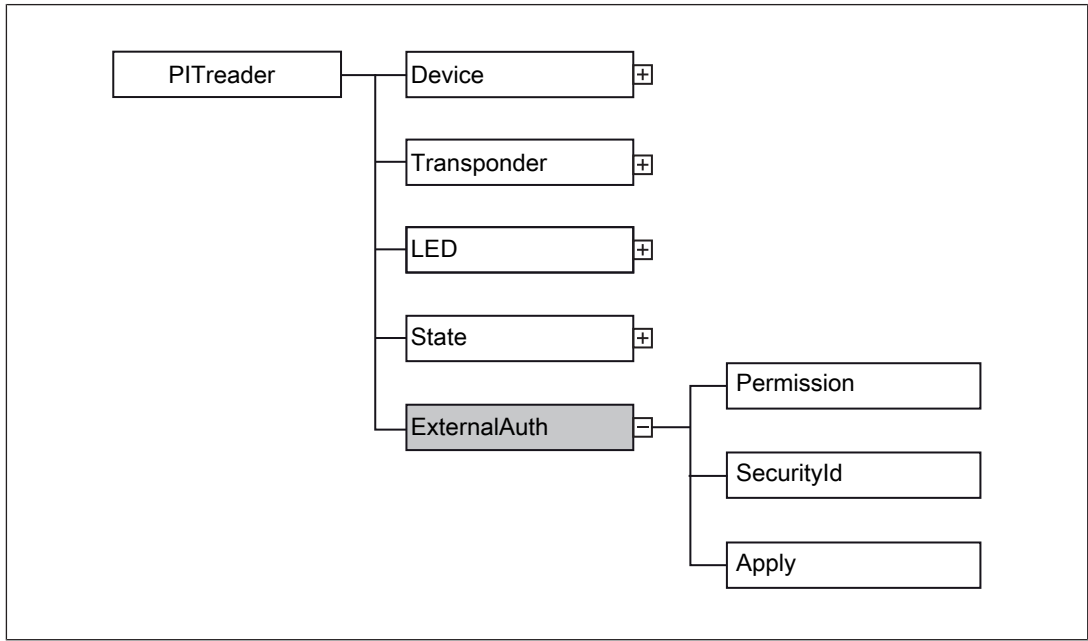 PITreader
Device
Transponder
LED
State
ExternalAuth
Permission
SecurityId
Apply